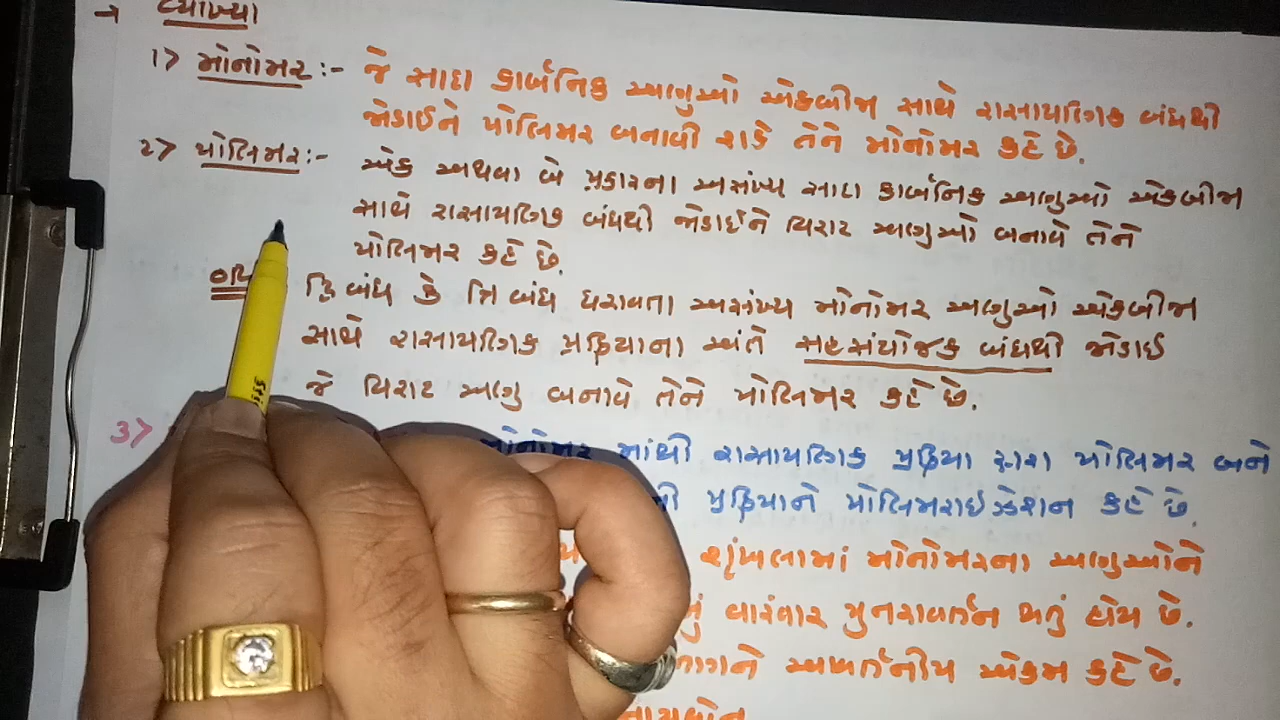 → વ્યાખ્યા
1> મોનોમર :- જે સાદા કાર્બનિક અણુઓ એકબીજા સાથે રાસાયણિક બંધથી
જોડાઈને પોલિમર બનાવી શકે તેને મોનોમર કહે છે.
2> પોલિમર :- એક અથવા બે પ્રકારના અસંખ્ય સાદા કાર્બનિક અણુઓ એકબીજા
સાથે રાસાયણિક બંધથી જોડાઈને વિરાટ અણુઓ બનાવે તેને
પોલિમર કહે છે.
દ્વિબંધ કે ત્રિબંધ ધરાવતા અસંખ્ય મોનોમર અણુઓ એકબીજા
સાથે રાસાયણિક પ્રક્રિયાના અંતે સહસંયોજક બંધથી જોડાઈ
જે વિરાટ અણુ બનાવે તેને પોલિમર કહે છે.
3> મોનોમર માંથી રાસાયણિક પ્રક્રિયા દ્વારા પોલિમર બને
પ્રક્રિયાને પોલિમરાઈઝેશન કહે છે.
શૃંખલામાં મોનોમરના અણુઓને
વારંવાર પુનરાવર્તન થતું હોય છે.
આવર્તનીય એકમ કહે છે.